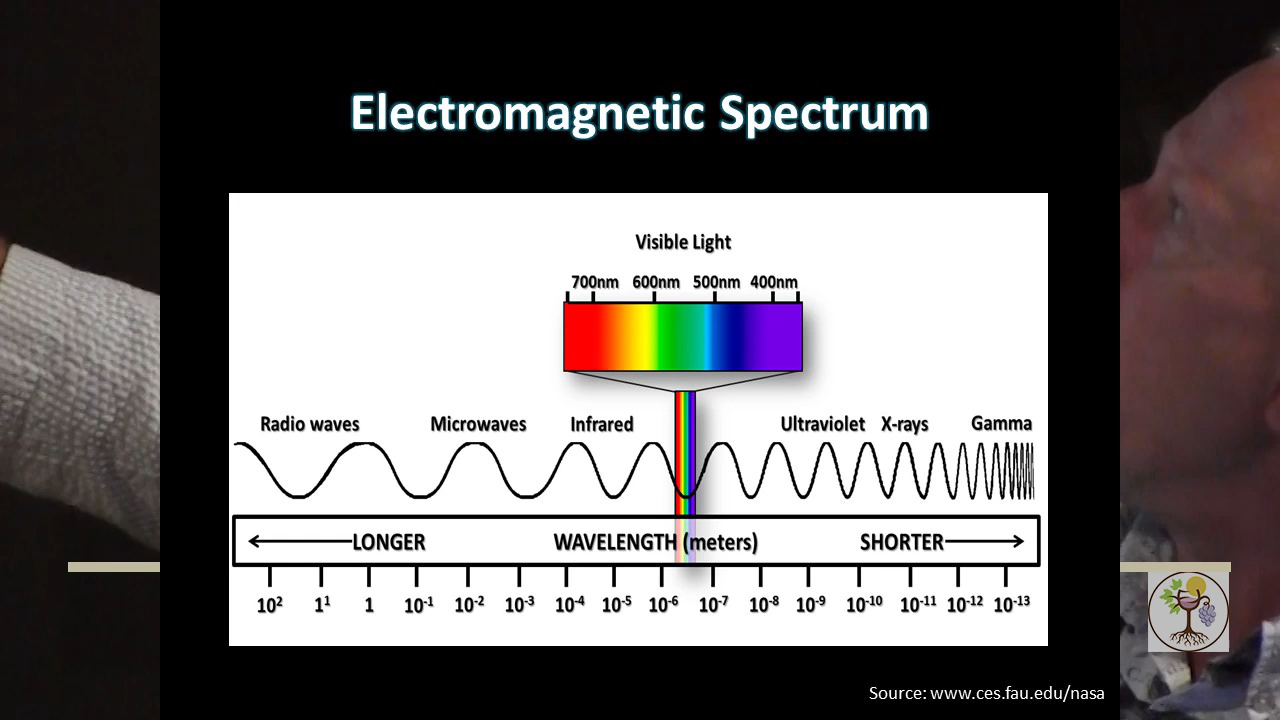 Electromagnetic Spectrum
Visible Light
700nm 600nm 500nm 400nm
Radio waves Microwaves Infrared Ultraviolet X-rays Gamma
LONGER WAVELENGTH (meters) SHORTER
10² 1¹ 1 10⁻¹ 10⁻² 10⁻³ 10⁻⁴ 10⁻⁵ 10⁻⁶ 10⁻⁷ 10⁻⁸ 10⁻⁹ 10⁻¹⁰ 10⁻¹¹ 10⁻¹² 10⁻¹³
Source: www.ces.fau.edu/nasa